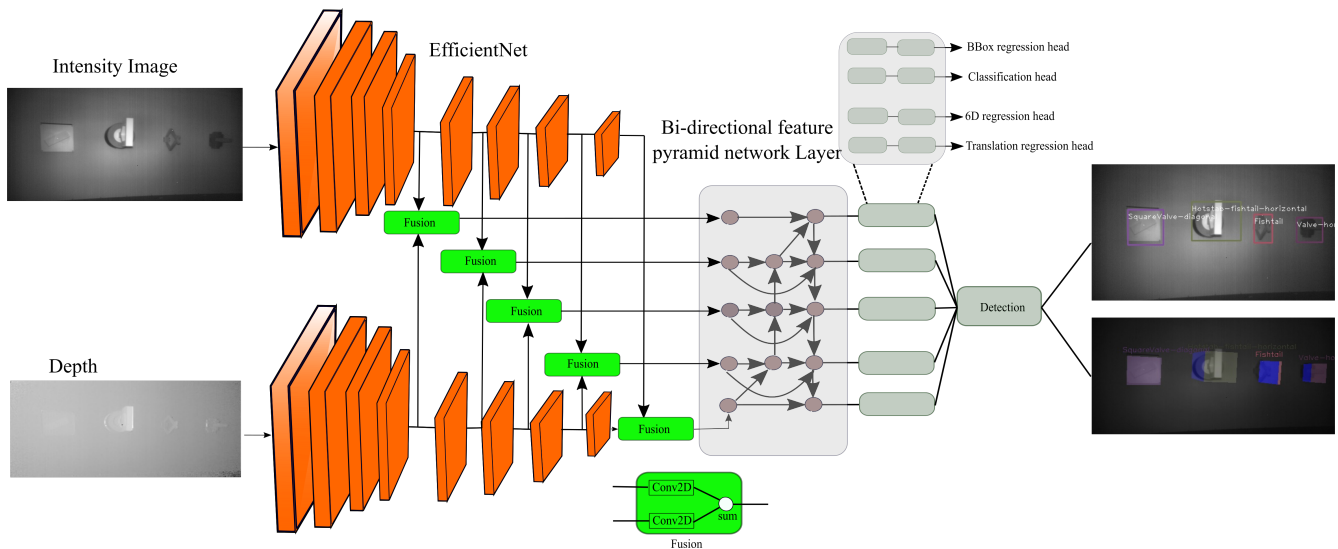 Intensity Image
EfficientNet
BBox regression head
Classification head
6D regression head
Translation regression head
Bi-directional feature
pyramid network Layer
Fusion
Fusion
Fusion
Fusion
Fusion
Depth
Detection
SquareValve-diago
Hotstab-fishtail-horizontal
Fishtail
Valve-hor
Fishtail
Conv2D
Conv2D
sum
Fusion